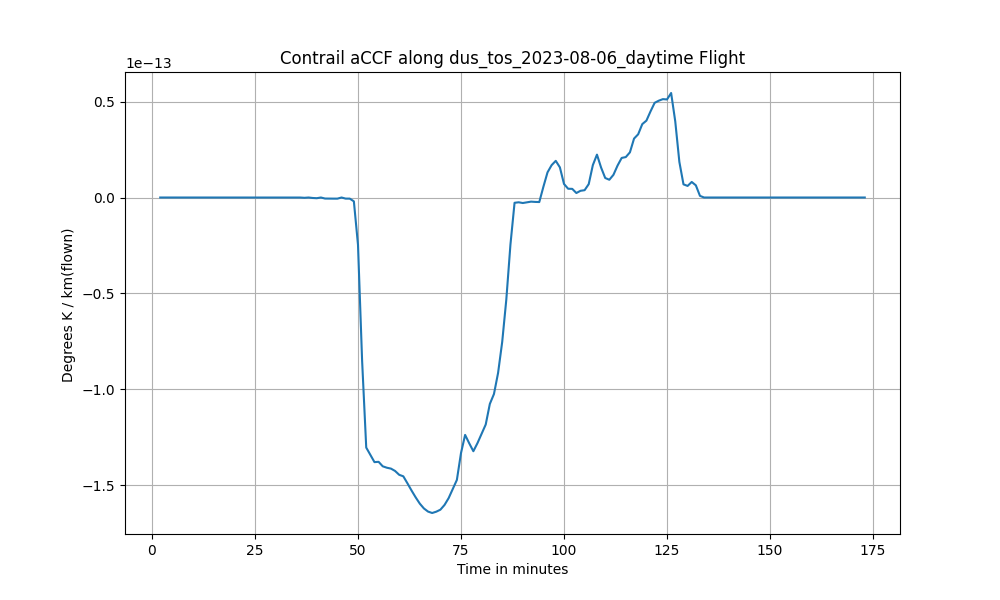 Contrail aCCF along dus_tos_2023-08-06_daytime Flight
1e−13
0.5
0.0
−0.5
−1.0
−1.5
Degrees K / km(flown)
0 25 50 75 100 125 150 175
Time in minutes